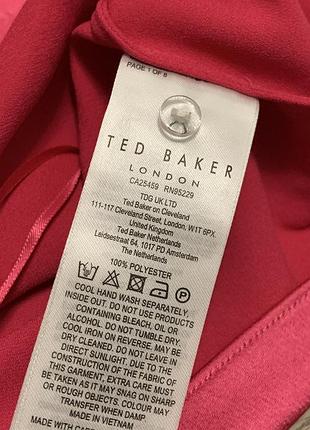 PAGE 1 OF 8
TED BAKER
LONDON
CA25459 RN95229
TDG UK LTD
Ted Baker on Cleveland
111-117 Cleveland Street, London, W1T 6PX.
United Kingdom
Ted Baker Netherlands
Leidsestraat 64, 1017 PD Amsterdam
The Netherlands
100% POLYESTER
COOL HAND WASH SEPARATELY,
INSIDE OUT. DO NOT USE PRODUCTS
CONTAINING BLEACH, OIL OR
ALCOHOL. DO NOT TUMBLE DRY.
COOL IRON ON REVERSE. MAY BE
DRY CLEANED. DO NOT LEAVE IN
DIRECT SUNLIGHT. DUE TO THE
CONSTRUCTION OF THE FABRIC OF
THIS GARMENT, EXTRA CARE MUST
BE TAKEN AS IT MAY SNAG ON SHARP
OR ROUGH OBJECTS. COLOUR MAY
TRANSFER WHEN DAMP.
MADE IN VIETNAM
MADE WITH